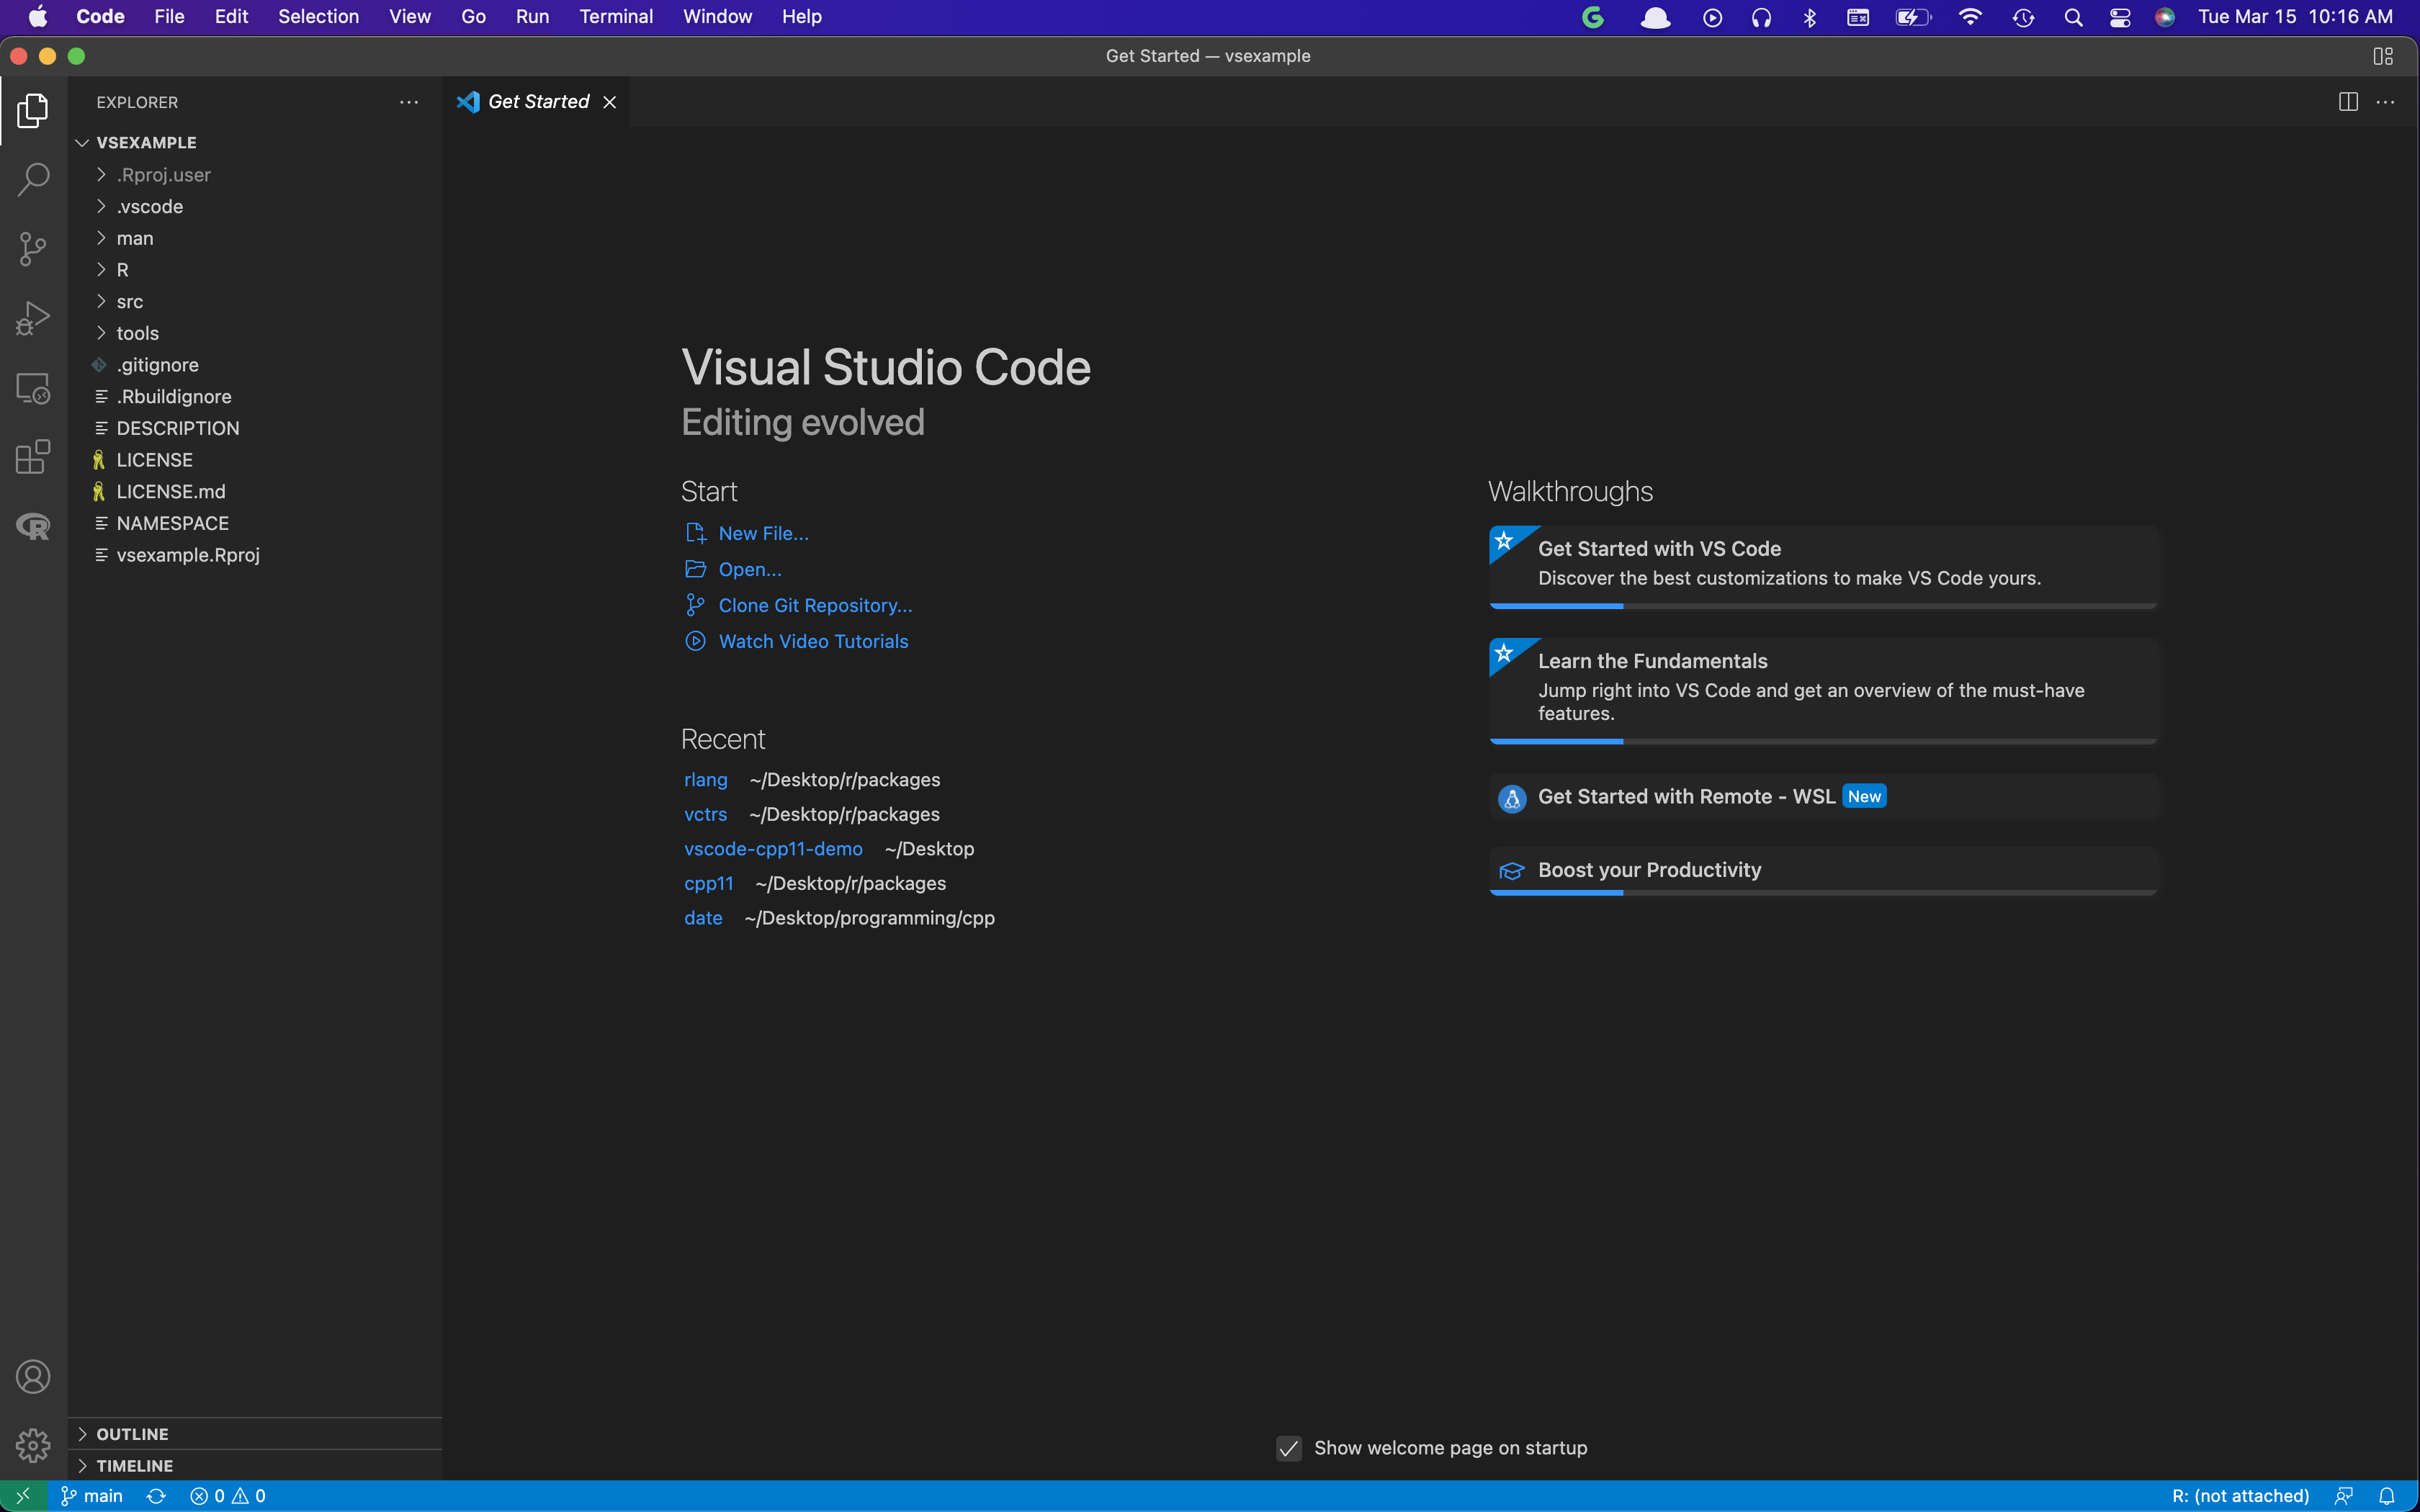 Code File Edit Selection View Go Run Terminal Window Help Tue Mar 15 10:16 AM
Get Started — vsexample
EXPLORER
Get Started
VSEXAMPLE
.Rproj.user
.vscode
man
R
src
tools
.gitignore
.Rbuildignore
DESCRIPTION
LICENSE
LICENSE.md
NAMESPACE
vsexample.Rproj
OUTLINE
TIMELINE
Visual Studio Code
Editing evolved
Start
New File...
Open...
Clone Git Repository...
Watch Video Tutorials
Recent
rlang ~/Desktop/r/packages
vctrs ~/Desktop/r/packages
vscode-cpp11-demo ~/Desktop
cpp11 ~/Desktop/r/packages
date ~/Desktop/programming/cpp
Walkthroughs
Get Started with VS Code
Discover the best customizations to make VS Code yours.
Learn the Fundamentals
Jump right into VS Code and get an overview of the must-have
features.
Get Started with Remote - WSL New
Boost your Productivity
Show welcome page on startup
main 0 0 R: (not attached)